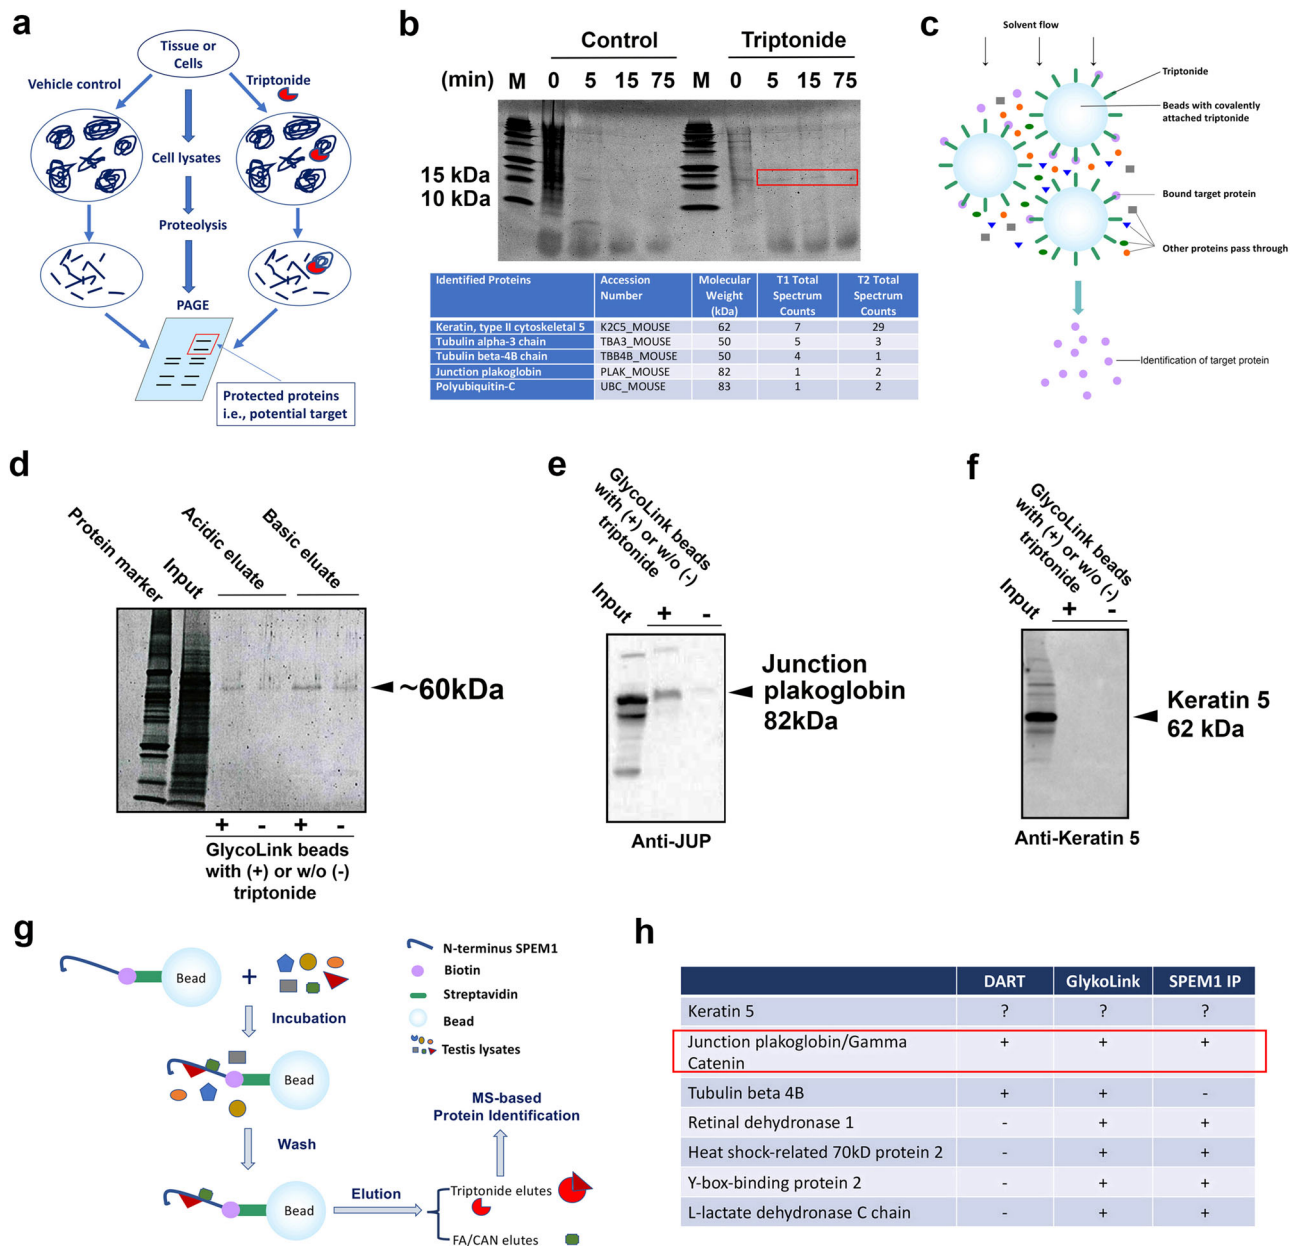 a
Tissue or
Cells
Vehicle control
Triptonide
Cell lysates
Proteolysis
PAGE
Protected proteins
i.e., potential target
b
Control Triptonide
(min) M 0 5 15 75 M 0 5 15 75
15 kDa
10 kDa
Identified Proteins Accession Number Molecular Weight (kDa) T1 Total Spectrum Counts T2 Total Spectrum Counts
Keratin, type II cytoskeletal 5 K2C5_MOUSE 62 7 29
Tubulin alpha-3 chain TBA3_MOUSE 50 5 3
Tubulin beta-4B chain TBB4B_MOUSE 50 4 1
Junction plakoglobin PLAK_MOUSE 82 1 2
Polyubiquitin-C UBC_MOUSE 83 1 2
c
Solvent flow
Triptonide
Beads with covalently
attached triptonide
Bound target protein
Other proteins pass through
Identification of target protein
d
Protein marker
Input
Acidic eluate
Basic eluate
~60kDa
+ - + -
GlycoLink beads
with (+) or w/o (-)
triptonide
e
GlycoLink beads
with (+) or w/o (-)
triptonide
Input
+ -
Junction
plakoglobin
82kDa
Anti-JUP
f
GlycoLink beads
with (+) or w/o (-)
triptonide
Input
+ -
Keratin 5
62 kDa
Anti-Keratin 5
g
Bead
+
Incubation
Bead
Wash
Bead
Elution
N-terminus SPEM1
Biotin
Streptavidin
Bead
Testis lysates
MS-based
Protein Identification
Triptonide elutes
FA/CAN elutes
h
DART GlykoLink SPEM1 IP
Keratin 5 ? ? ?
Junction plakoglobin/Gamma
Catenin + + +
Tubulin beta 4B + + -
Retinal dehydronase 1 - + +
Heat shock-related 70kD protein 2 - + +
Y-box-binding protein 2 - + +
L-lactate dehydronase C chain - + +